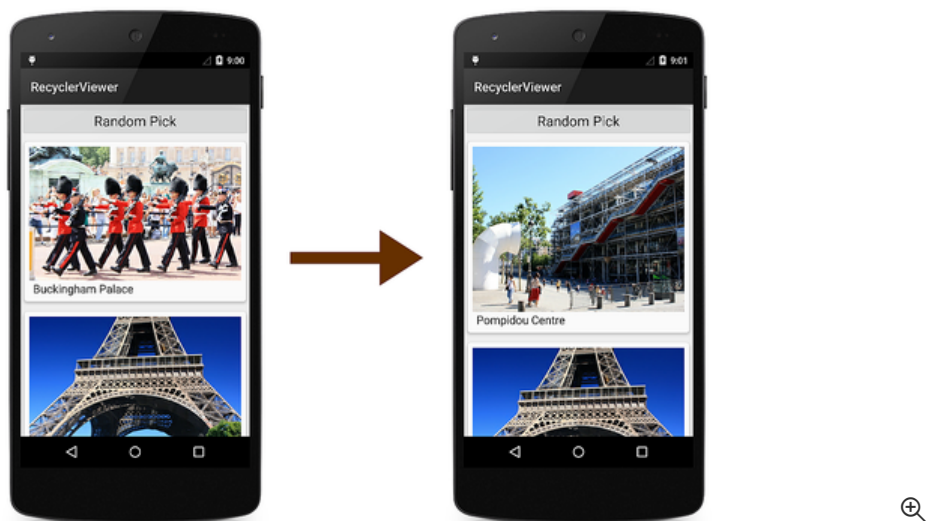 9:00
RecyclerViewer
Random Pick
Buckingham Palace
9:01
RecyclerViewer
Random Pick
Pompidou Centre